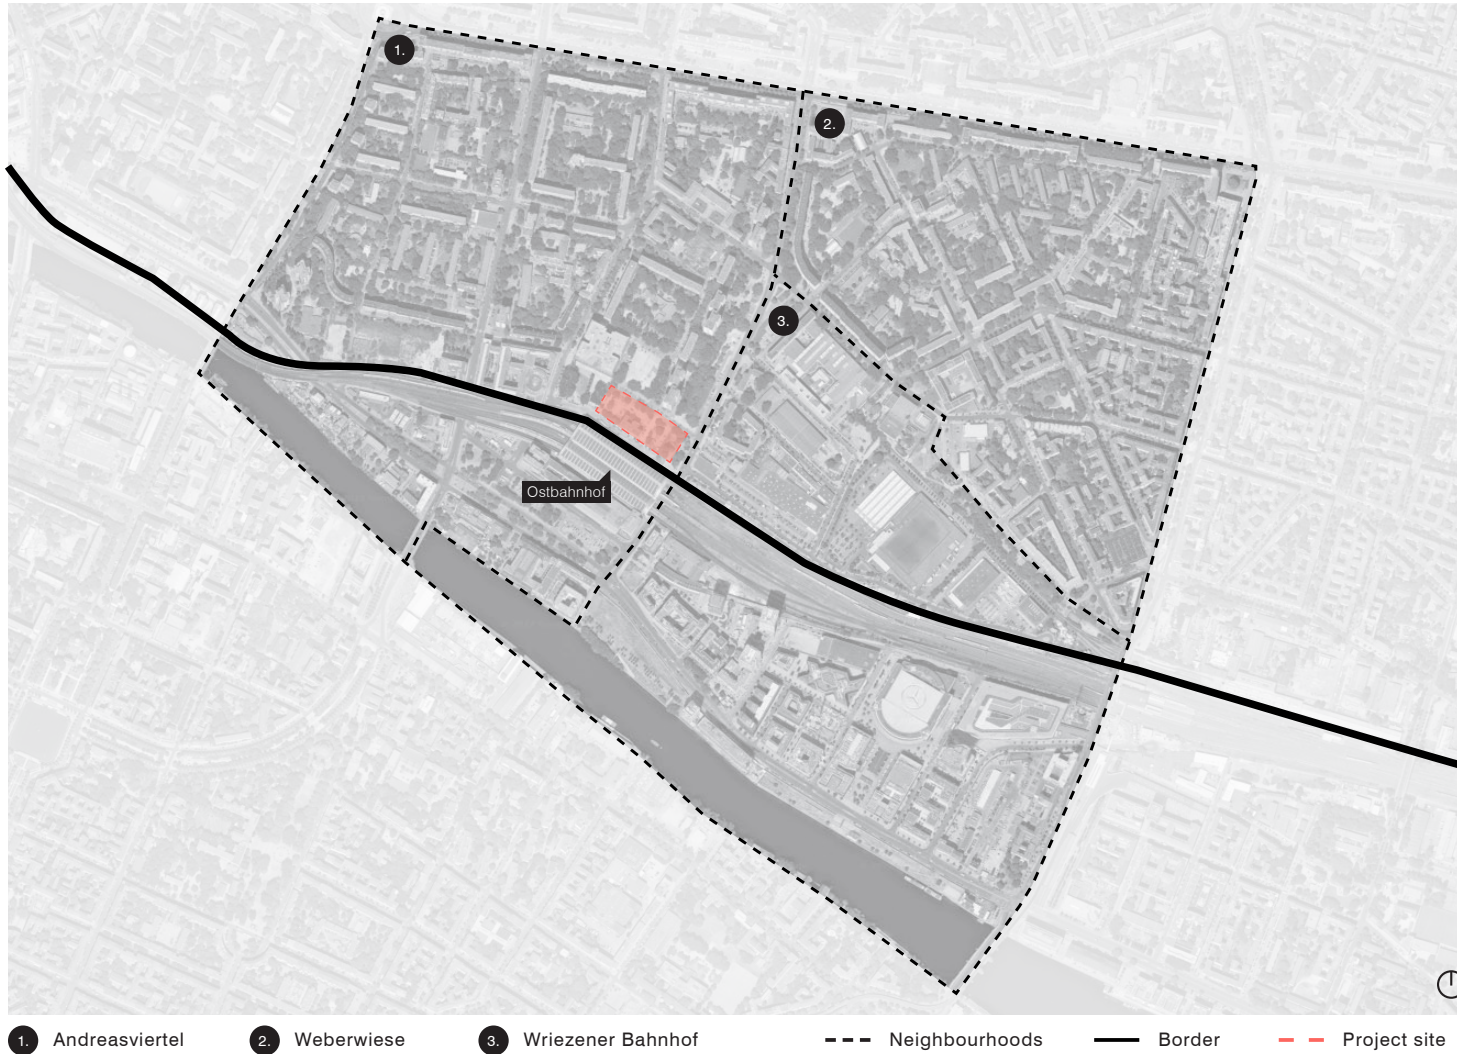 1.
2.
3.
Ostbahnhof
1. Andreasviertel 2. Weberwiese 3. Wriezener Bahnhof Neighbourhoods Border Project site